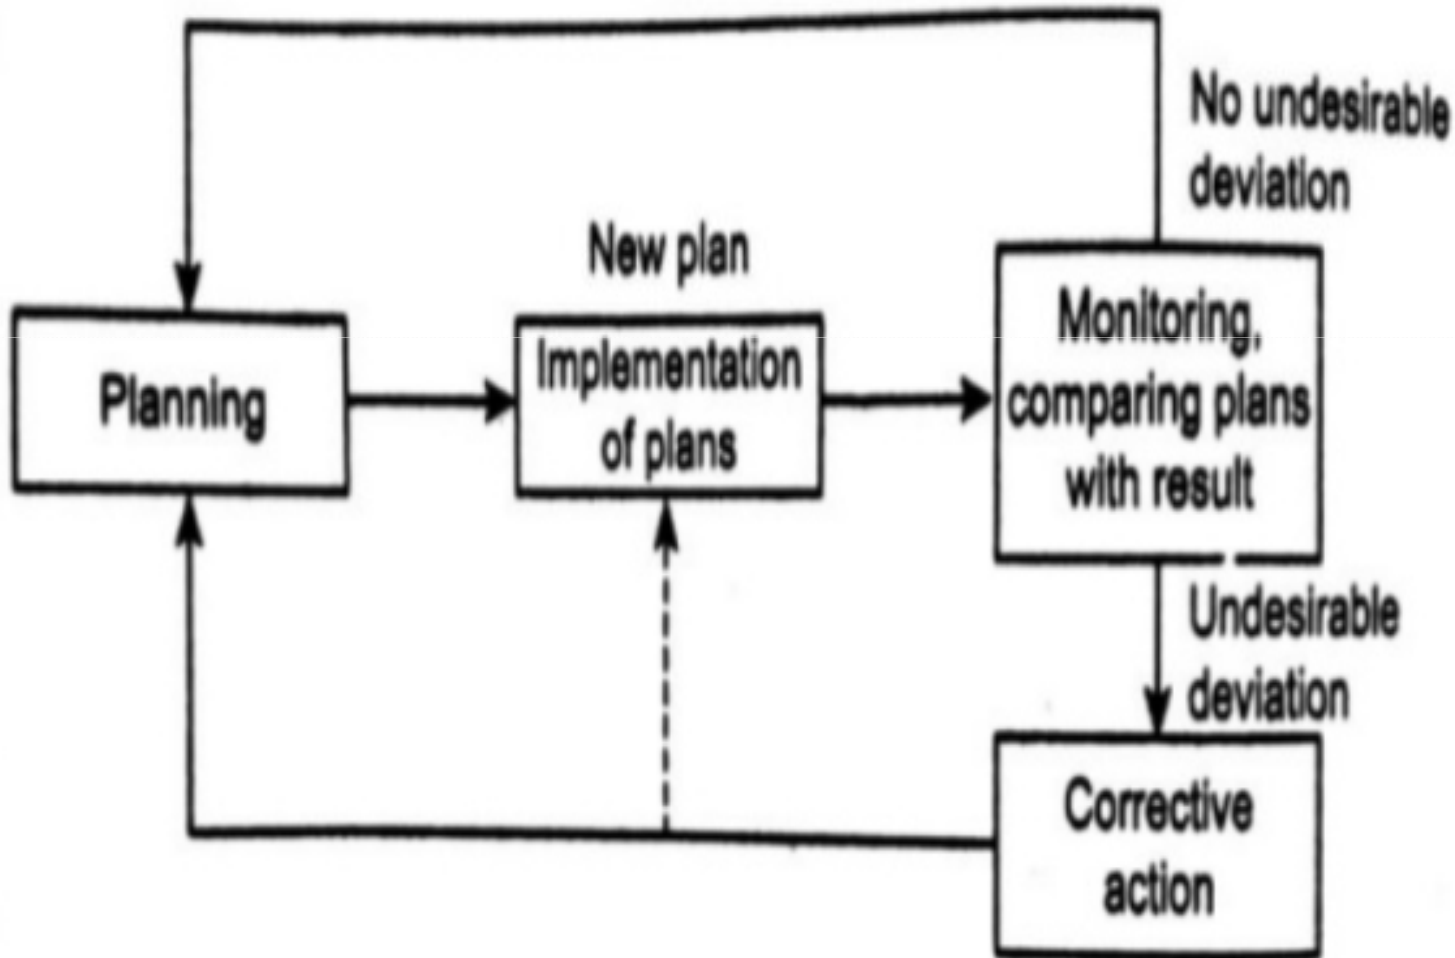 No undesirable
deviation
New plan
Planning
Implementation
of plans
Monitoring,
comparing plans
with result
Undesirable
deviation
Corrective
action